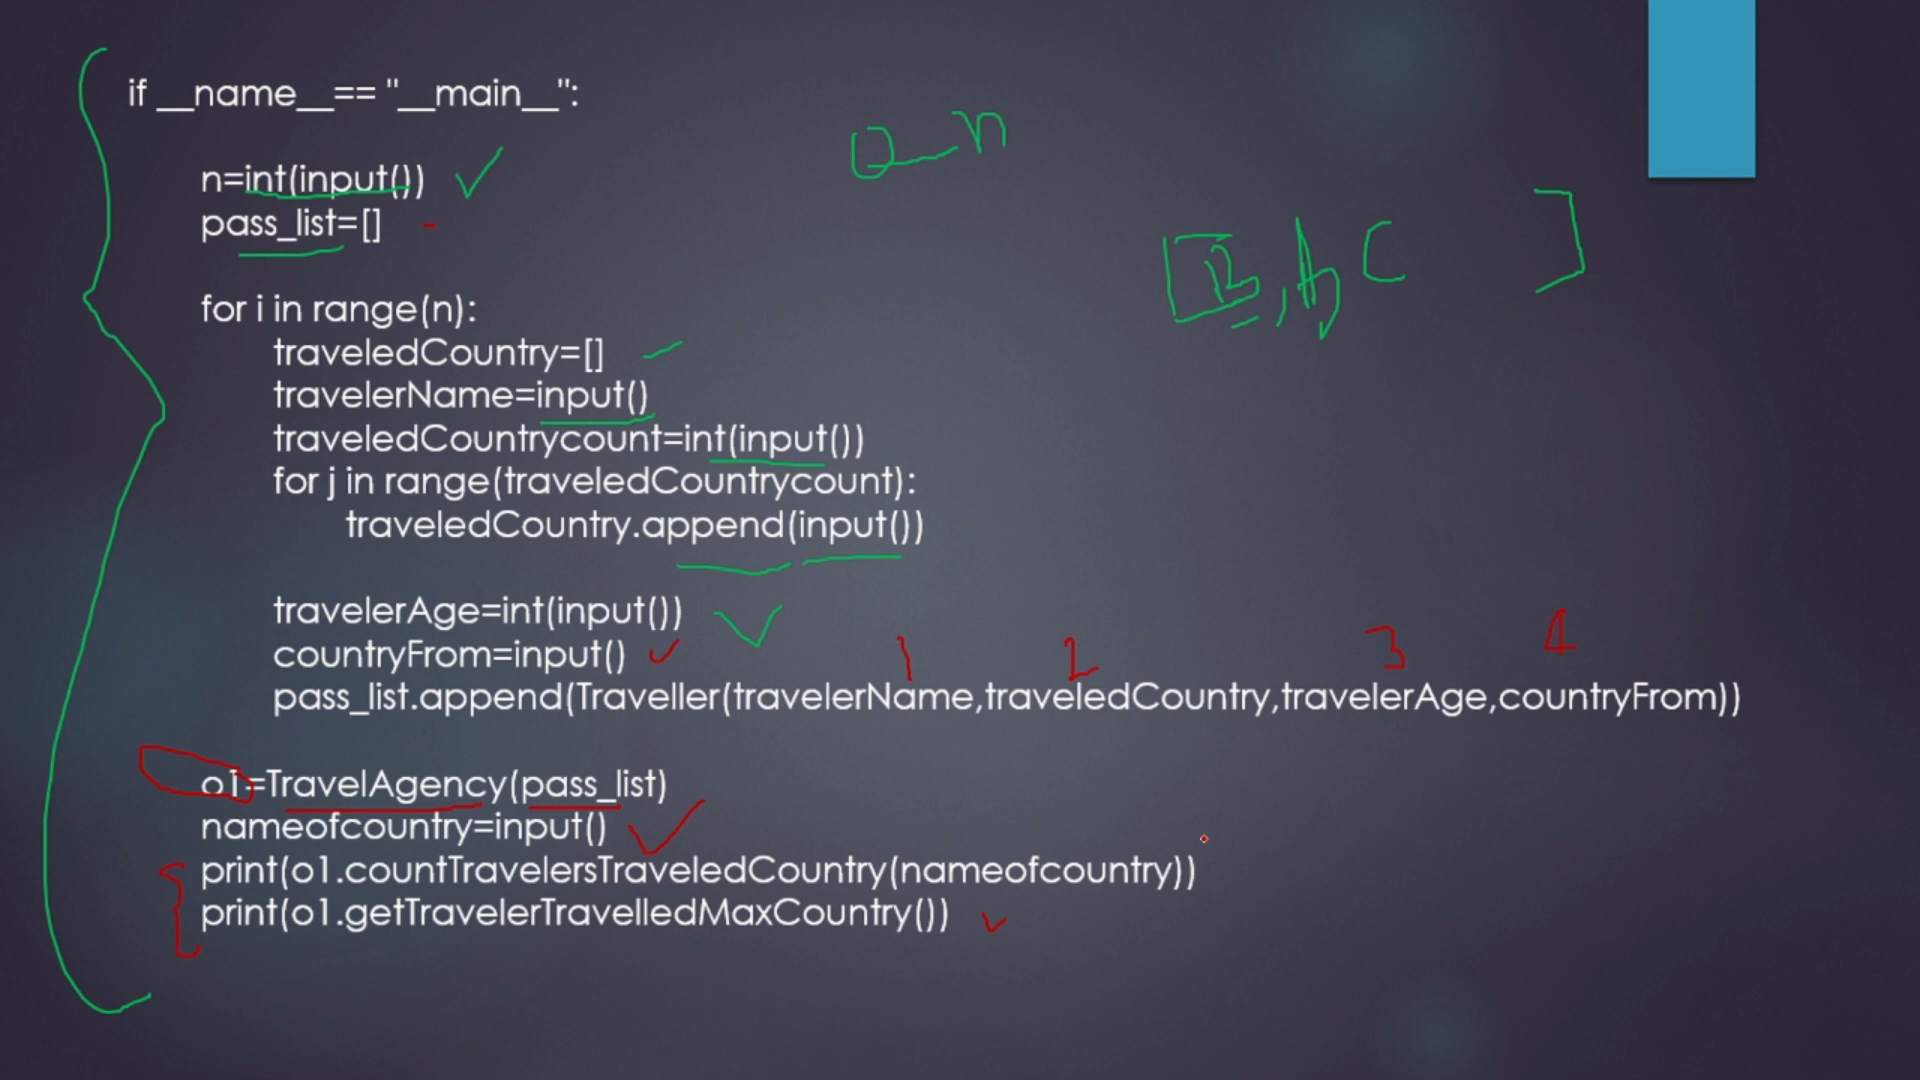 if __name__== "__main__":
0 n
n=int(input())
pass_list=[]
[B, A, C ]
for i in range(n):
traveledCountry=[]
travelerName=input()
traveledCountrycount=int(input())
for j in range(traveledCountrycount):
traveledCountry.append(input())
travelerAge=int(input())
countryFrom=input()
1 2 3 4
pass_list.append(Traveller(travelerName,traveledCountry,travelerAge,countryFrom))
o1=TravelAgency(pass_list)
nameofcountry=input()
print(o1.countTravelersTraveledCountry(nameofcountry))
print(o1.getTravelerTravelledMaxCountry())